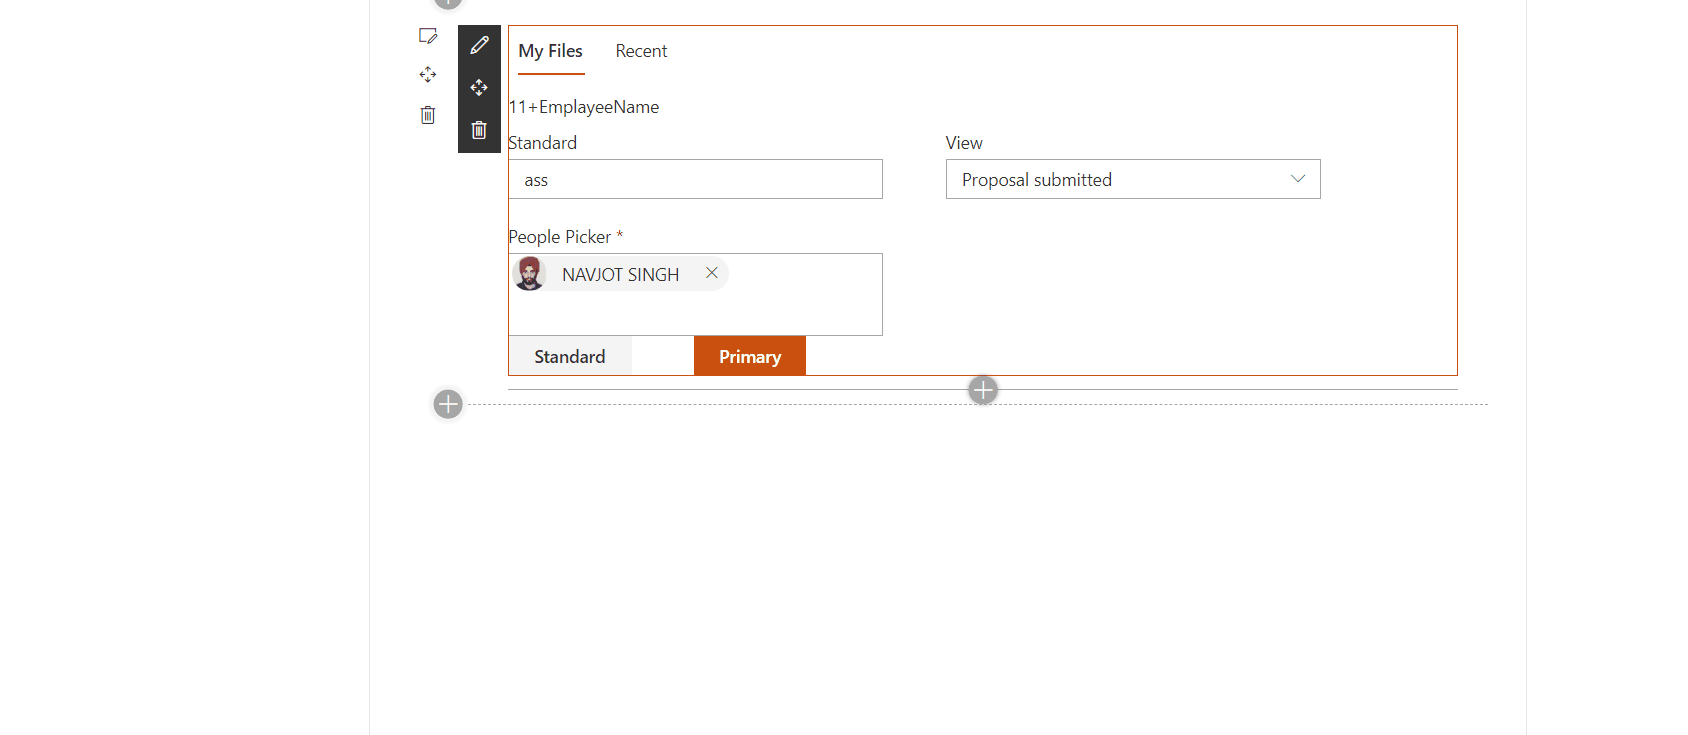 My Files Recent
11+EmplayeeName
Standard View
ass Proposal submitted
People Picker *
NAVJOT SINGH
Standard Primary